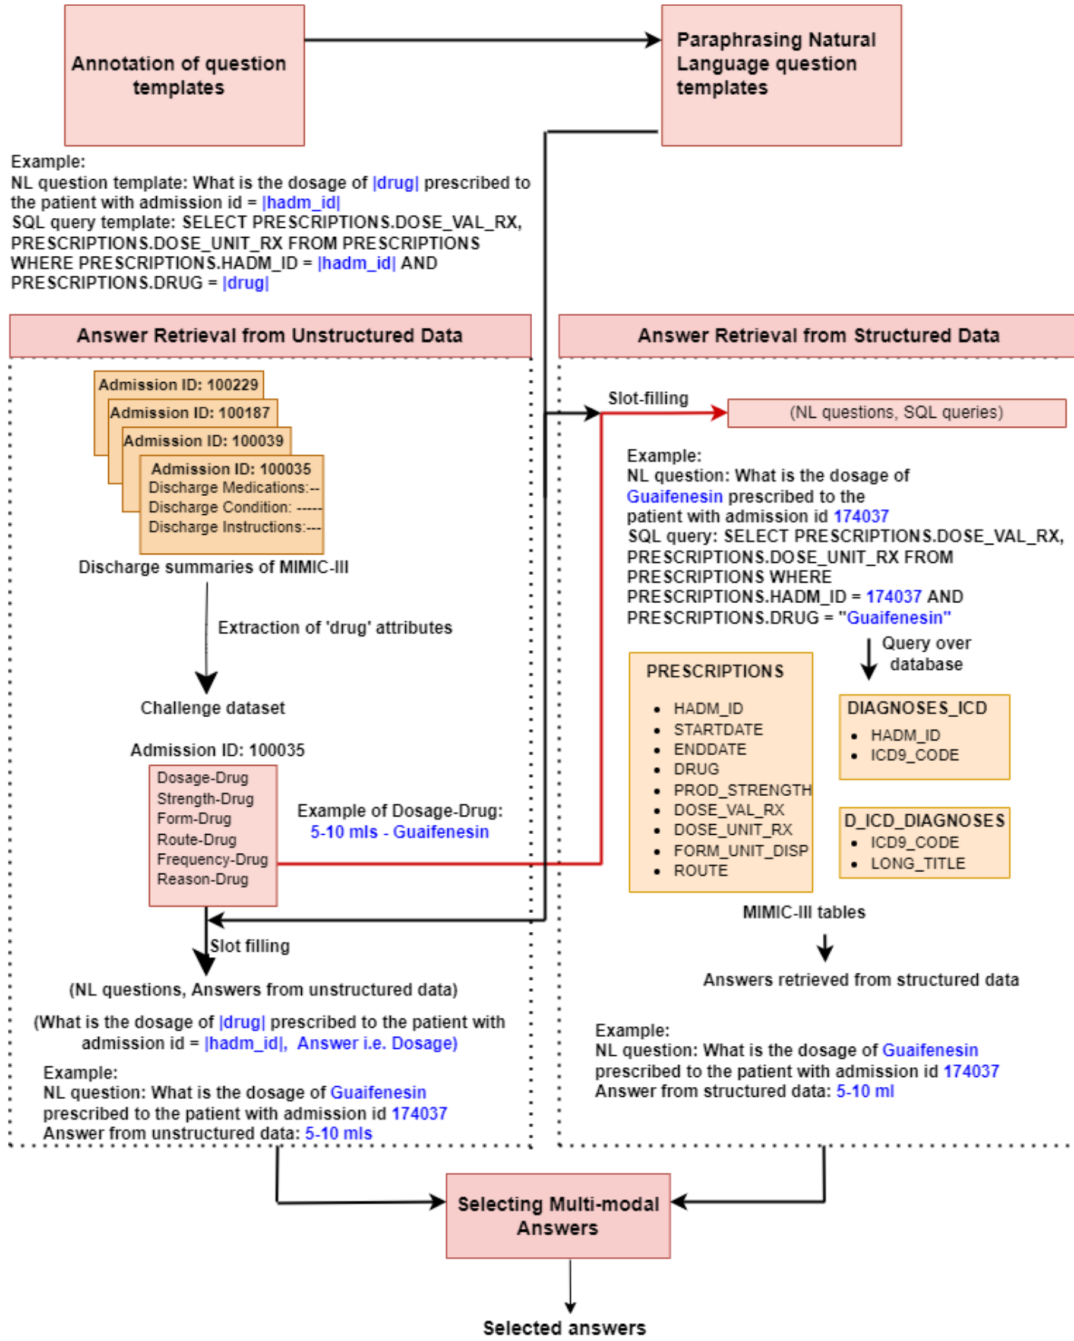 Annotation of question
templates
Paraphrasing Natural
Language question
templates
Example:
NL question template: What is the dosage of |drug| prescribed to
the patient with admission id = |hadm_id|
SQL query template: SELECT PRESCRIPTIONS.DOSE_VAL_RX,
PRESCRIPTIONS.DOSE_UNIT_RX FROM PRESCRIPTIONS
WHERE PRESCRIPTIONS.HADM_ID = |hadm_id| AND
PRESCRIPTIONS.DRUG = |drug|
Answer Retrieval from Unstructured Data
Admission ID: 100229
Admission ID: 100187
Admission ID: 100039
Admission ID: 100035
Discharge Medications:--
Discharge Condition: -----
Discharge Instructions:---
Discharge summaries of MIMIC-III
Extraction of 'drug' attributes
Challenge dataset
Admission ID: 100035
Dosage-Drug
Strength-Drug
Form-Drug
Route-Drug
Frequency-Drug
Reason-Drug
Example of Dosage-Drug:
5-10 mls - Guaifenesin
Slot filling
(NL questions, Answers from unstructured data)
(What is the dosage of |drug| prescribed to the patient with
admission id = |hadm_id|, Answer i.e. Dosage)
Example:
NL question: What is the dosage of Guaifenesin
prescribed to the patient with admission id 174037
Answer from unstructured data: 5-10 mls
Answer Retrieval from Structured Data
Slot-filling
(NL questions, SQL queries)
Example:
NL question: What is the dosage of
Guaifenesin prescribed to the
patient with admission id 174037
SQL query: SELECT PRESCRIPTIONS.DOSE_VAL_RX,
PRESCRIPTIONS.DOSE_UNIT_RX FROM
PRESCRIPTIONS WHERE
PRESCRIPTIONS.HADM_ID = 174037 AND
PRESCRIPTIONS.DRUG = "Guaifenesin"
Query over
database
PRESCRIPTIONS
• HADM_ID
• STARTDATE
• ENDDATE
• DRUG
• PROD_STRENGTH
• DOSE_VAL_RX
• DOSE_UNIT_RX
• FORM_UNIT_DISP
• ROUTE
DIAGNOSES_ICD
• HADM_ID
• ICD9_CODE
D_ICD_DIAGNOSES
• ICD9_CODE
• LONG_TITLE
MIMIC-III tables
Answers retrieved from structured data
Example:
NL question: What is the dosage of Guaifenesin
prescribed to the patient with admission id 174037
Answer from structured data: 5-10 ml
Selecting Multi-modal
Answers
Selected answers